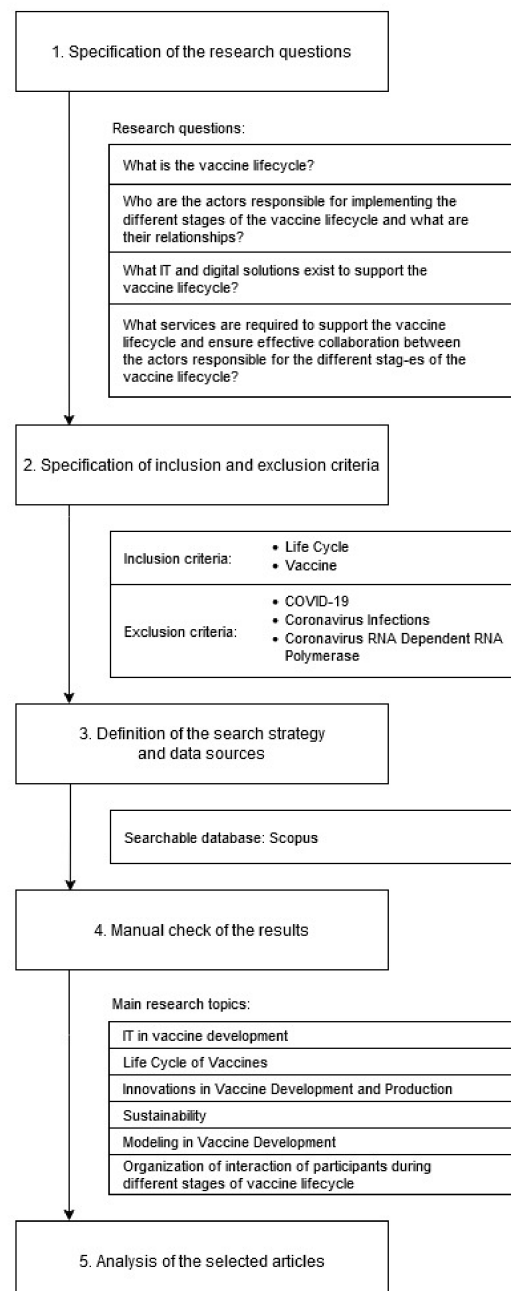 1. Specification of the research questions
Research questions:
What is the vaccine lifecycle?
Who are the actors responsible for implementing the
different stages of the vaccine lifecycle and what are
their relationships?
What IT and digital solutions exist to support the
vaccine lifecycle?
What services are required to support the vaccine
lifecycle and ensure effective collaboration between
the actors responsible for the different stag-es of the
vaccine lifecycle?
2. Specification of inclusion and exclusion criteria
Inclusion criteria:
• Life Cycle
• Vaccine
Exclusion criteria:
• COVID-19
• Coronavirus Infections
• Coronavirus RNA Dependent RNA
Polymerase
3. Definition of the search strategy
and data sources
Searchable database: Scopus
4. Manual check of the results
Main research topics:
IT in vaccine development
Life Cycle of Vaccines
Innovations in Vaccine Development and Production
Sustainability
Modeling in Vaccine Development
Organization of interaction of participants during
different stages of vaccine lifecycle
5. Analysis of the selected articles